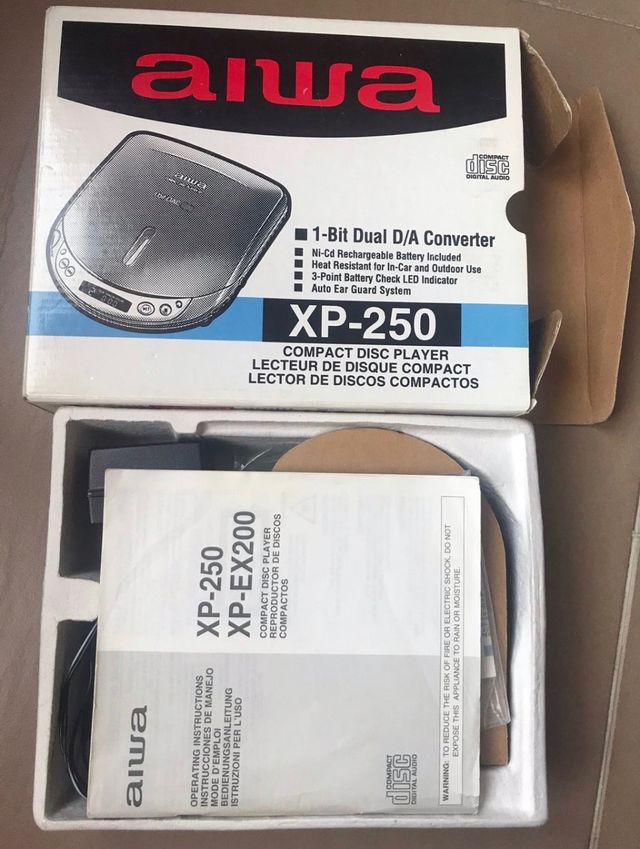 aiwa
COMPACT
disc
DIGITAL AUDIO
aiwa
1-Bit Dual D/A Converter
Ni-Cd Rechargeable Battery Included
Heat Resistant for In-Car and Outdoor Use
3-Point Battery Check LED Indicator
Auto Ear Guard System
XP-250
COMPACT DISC PLAYER
LECTEUR DE DISQUE COMPACT
LECTOR DE DISCOS COMPACTOS
XP-250
XP-EX200
COMPACT DISC PLAYER
REPRODUCTOR DE DISCOS
COMPACTOS
OPERATING INSTRUCTIONS
INSTRUCCIONES DE MANEJO
MODE D'EMPLOI
BEDIENUNGSANLEITUNG
ISTRUZIONI PER L'USO
aiwa
COMPACT
disc
DIGITAL AUDIO
WARNING: TO REDUCE THE RISK OF FIRE OR ELECTRIC SHOCK, DO NOT
EXPOSE THIS APPLIANCE TO RAIN OR MOISTURE.